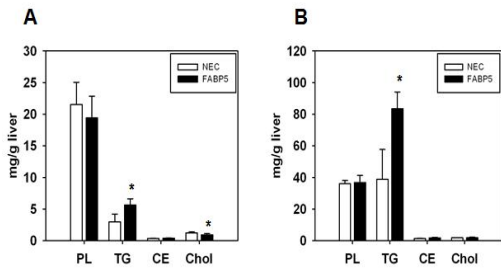 A
30
25
20
15
10
5
0
mg/g liver
NEC
FABP5
*
*
PL TG CE Chol
B
120
100
80
60
40
20
0
mg/g liver
NEC
FABP5
*
PL TG CE Chol